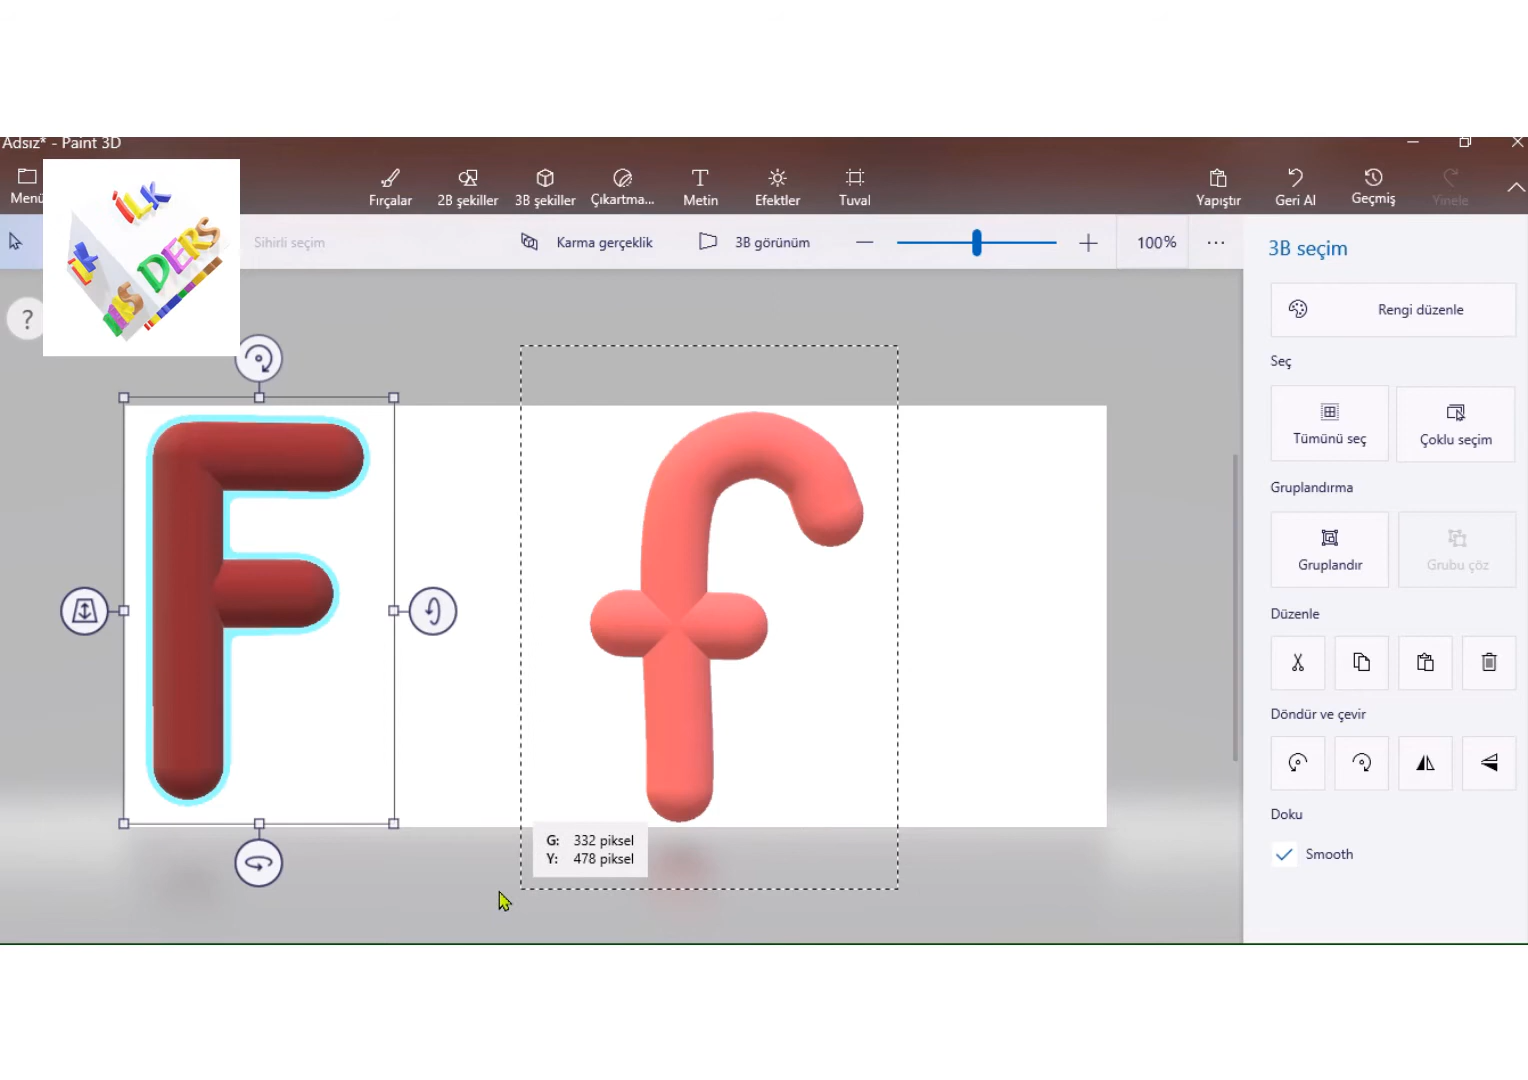 Adsız* - Paint 3D
Menü
Fırçalar
2B şekiller
3B şekiller
Çıkartma...
Metin
Efektler
Tuval
Yapıştır
Geri Al
Geçmiş
Yinele
Sihirli seçim
Karma gerçeklik
3B görünüm
100%
3B seçim
İLK
DERS
İLK
DERS
?
Rengi düzenle
Seç
Tümünü seç
Çoklu seçim
Gruplandırma
Gruplandır
Grubu çöz
Düzenle
Döndür ve çevir
Doku
Smooth
F f
G: 332 piksel
Y: 478 piksel